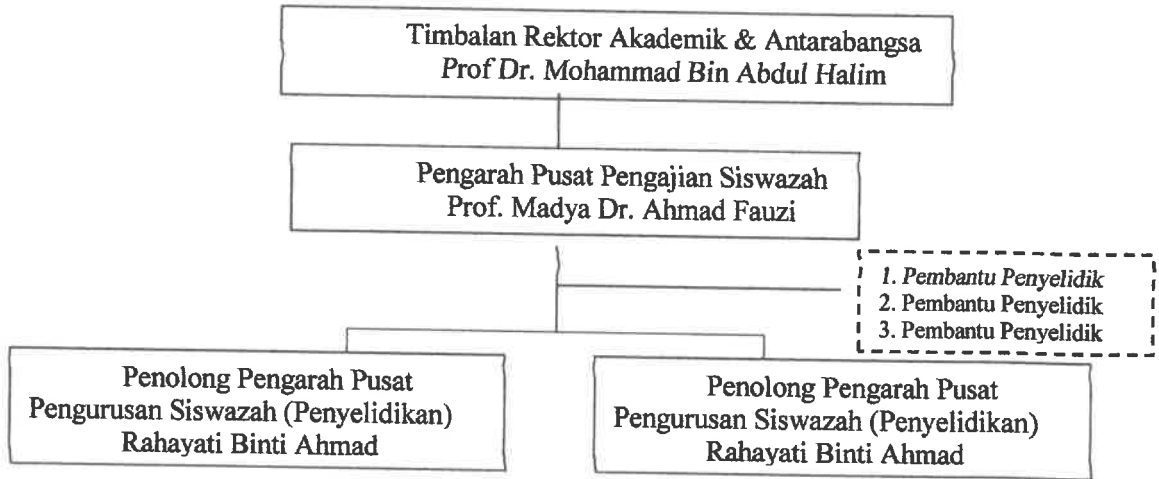 Timbalan Rektor Akademik & Antarabangsa
Prof Dr. Mohammad Bin Abdul Halim
Pengarah Pusat Pengajian Siswazah
Prof. Madya Dr. Ahmad Fauzi
1. Pembantu Penyelidik
2. Pembantu Penyelidik
3. Pembantu Penyelidik
Penolong Pengarah Pusat
Pengurusan Siswazah (Penyelidikan)
Rahayati Binti Ahmad
Penolong Pengarah Pusat
Pengurusan Siswazah (Penyelidikan)
Rahayati Binti Ahmad